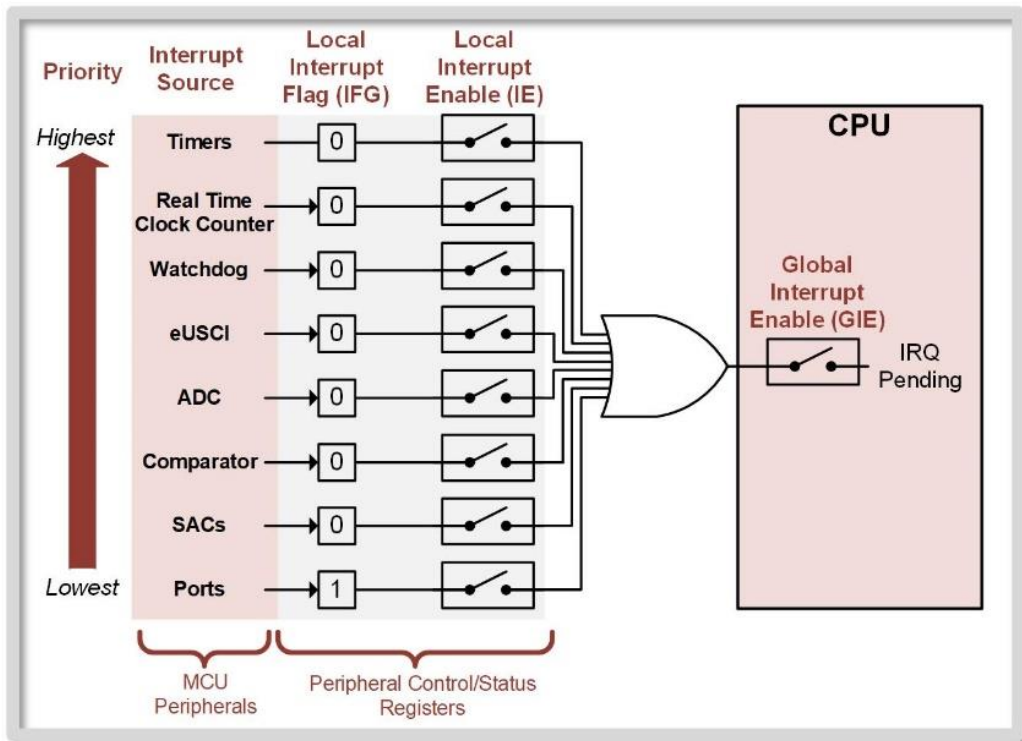 Priority
Interrupt
Source
Local
Interrupt
Flag (IFG)
Local
Interrupt
Enable (IE)
CPU
Highest
Timers
0
Real Time
Clock Counter
0
Watchdog
0
eUSCI
0
ADC
0
Comparator
0
SACs
0
Lowest
Ports
1
Global
Interrupt
Enable (GIE)
IRQ
Pending
MCU
Peripherals
Peripheral Control/Status
Registers